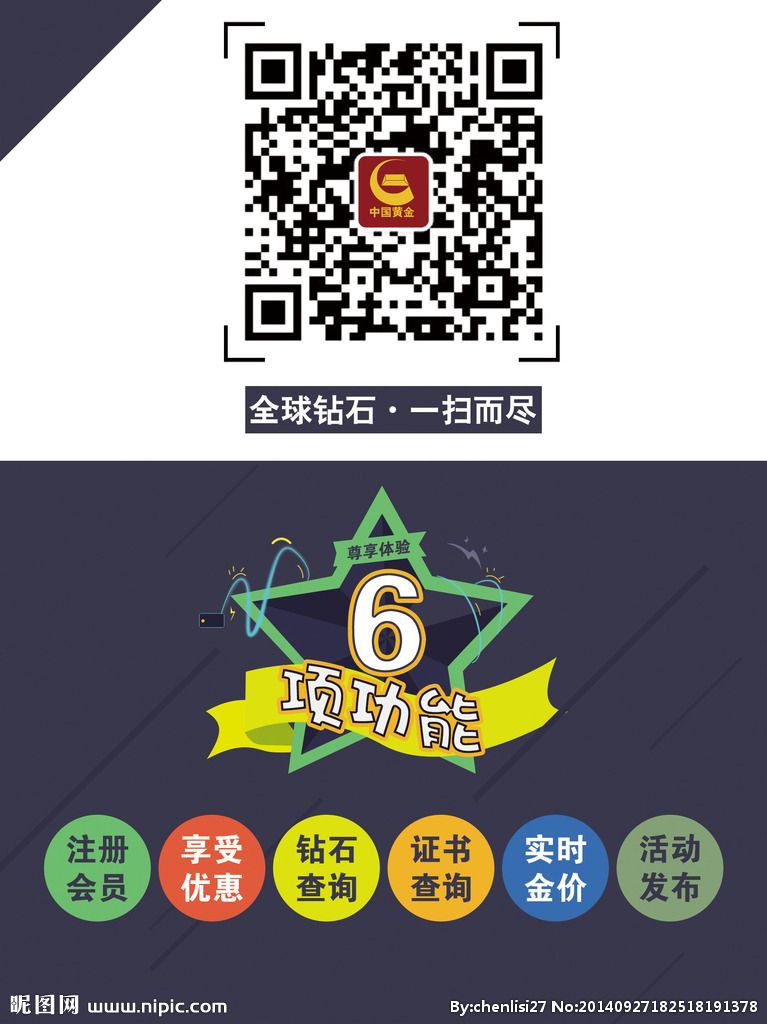 中国黄金
全球钻石·一扫而尽
尊享体验
6
项功能
注册
会员
享受
优惠
钻石
查询
证书
查询
实时
金价
活动
发布
昵图网 www.nipic.com
By:chenlisi27 No:20140927182518191378